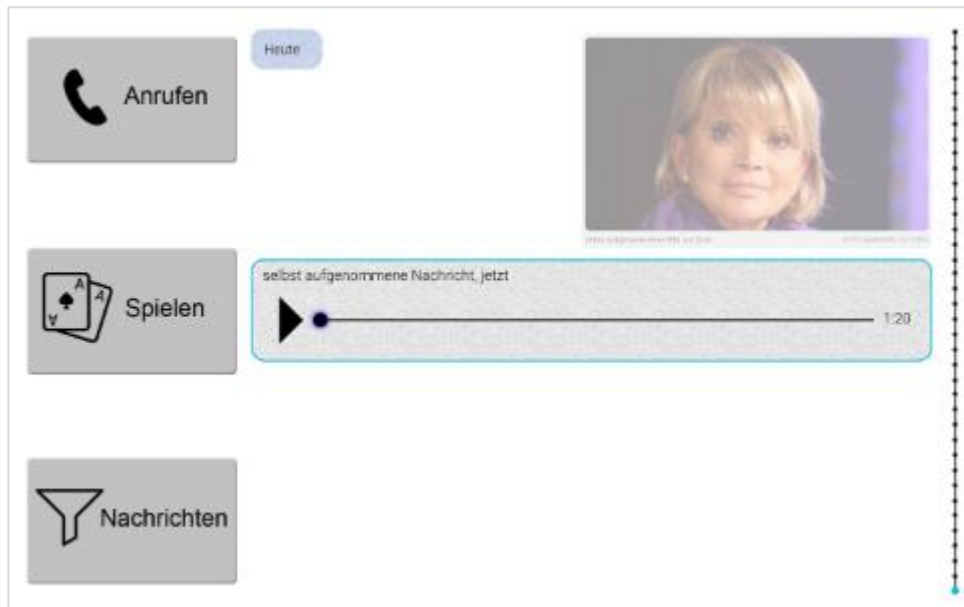 Anrufen
Heute
selbst aufgenommene Nachricht, jetzt
1:20
A
A
A
A
Spielen
Nachrichten